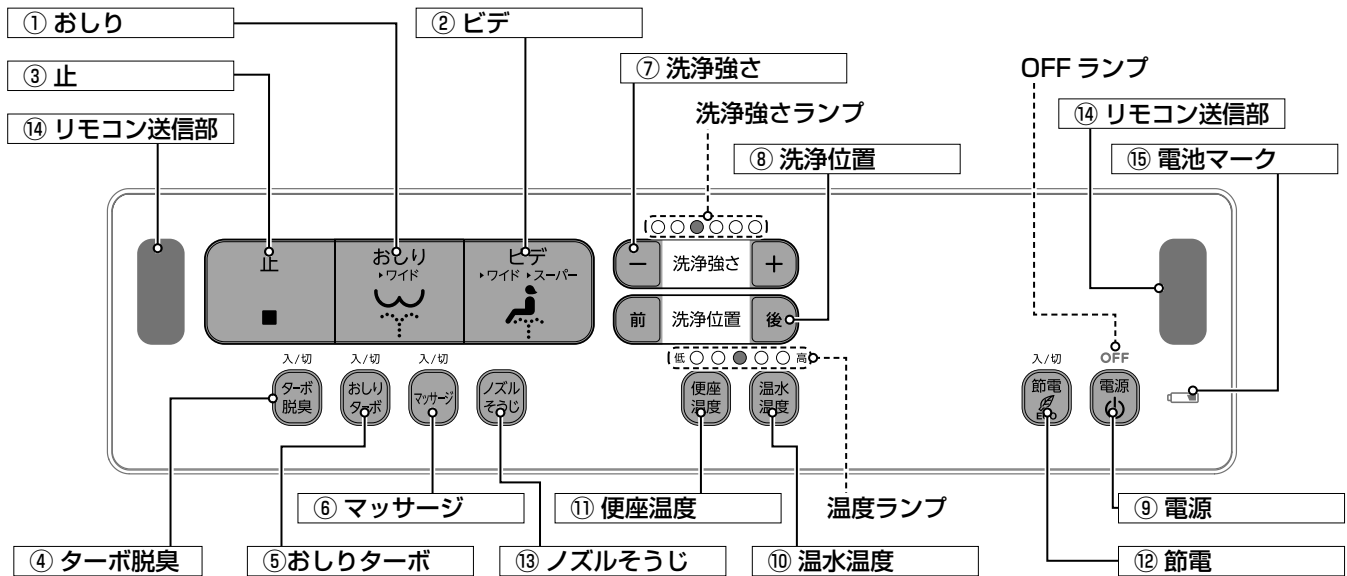 ① おしり
② ビデ
③ 止
⑦ 洗浄強さ
OFF ランプ
⑭ リモコン送信部
洗浄強さランプ
⑭ リモコン送信部
⑧ 洗浄位置
⑮ 電池マーク
止
おしり
▸ワイド
ビデ
▸ワイド ▸スーパー
− 洗浄強さ +
前 洗浄位置 後
低 高
入/切
ターボ
脱臭
入/切
おしり
ターボ
入/切
マッサージ
ノズル
そうじ
便座
温度
温水
温度
入/切
節電
ECO
OFF
電源
⑥ マッサージ
⑪ 便座温度
温度ランプ
⑨ 電源
④ ターボ脱臭
⑤おしりターボ
⑬ ノズルそうじ
⑩ 温水温度
⑫ 節電